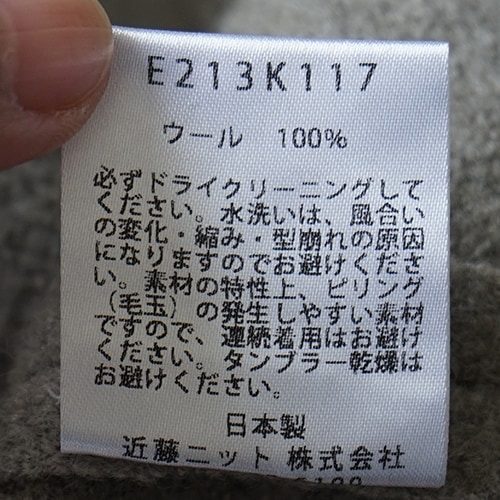 E213K117
ウール 100%
必ずドライクリーニングして
ください。水洗いは、風合い
の変化・縮み・型崩れの原因
になりますのでお避けくださ
い。素材の特性上、ピリング
（毛玉）の発生しやすい素材
ですので、連続着用はお避け
ください。タンブラー乾燥は
お避けください。
日本製
近藤ニット株式会社